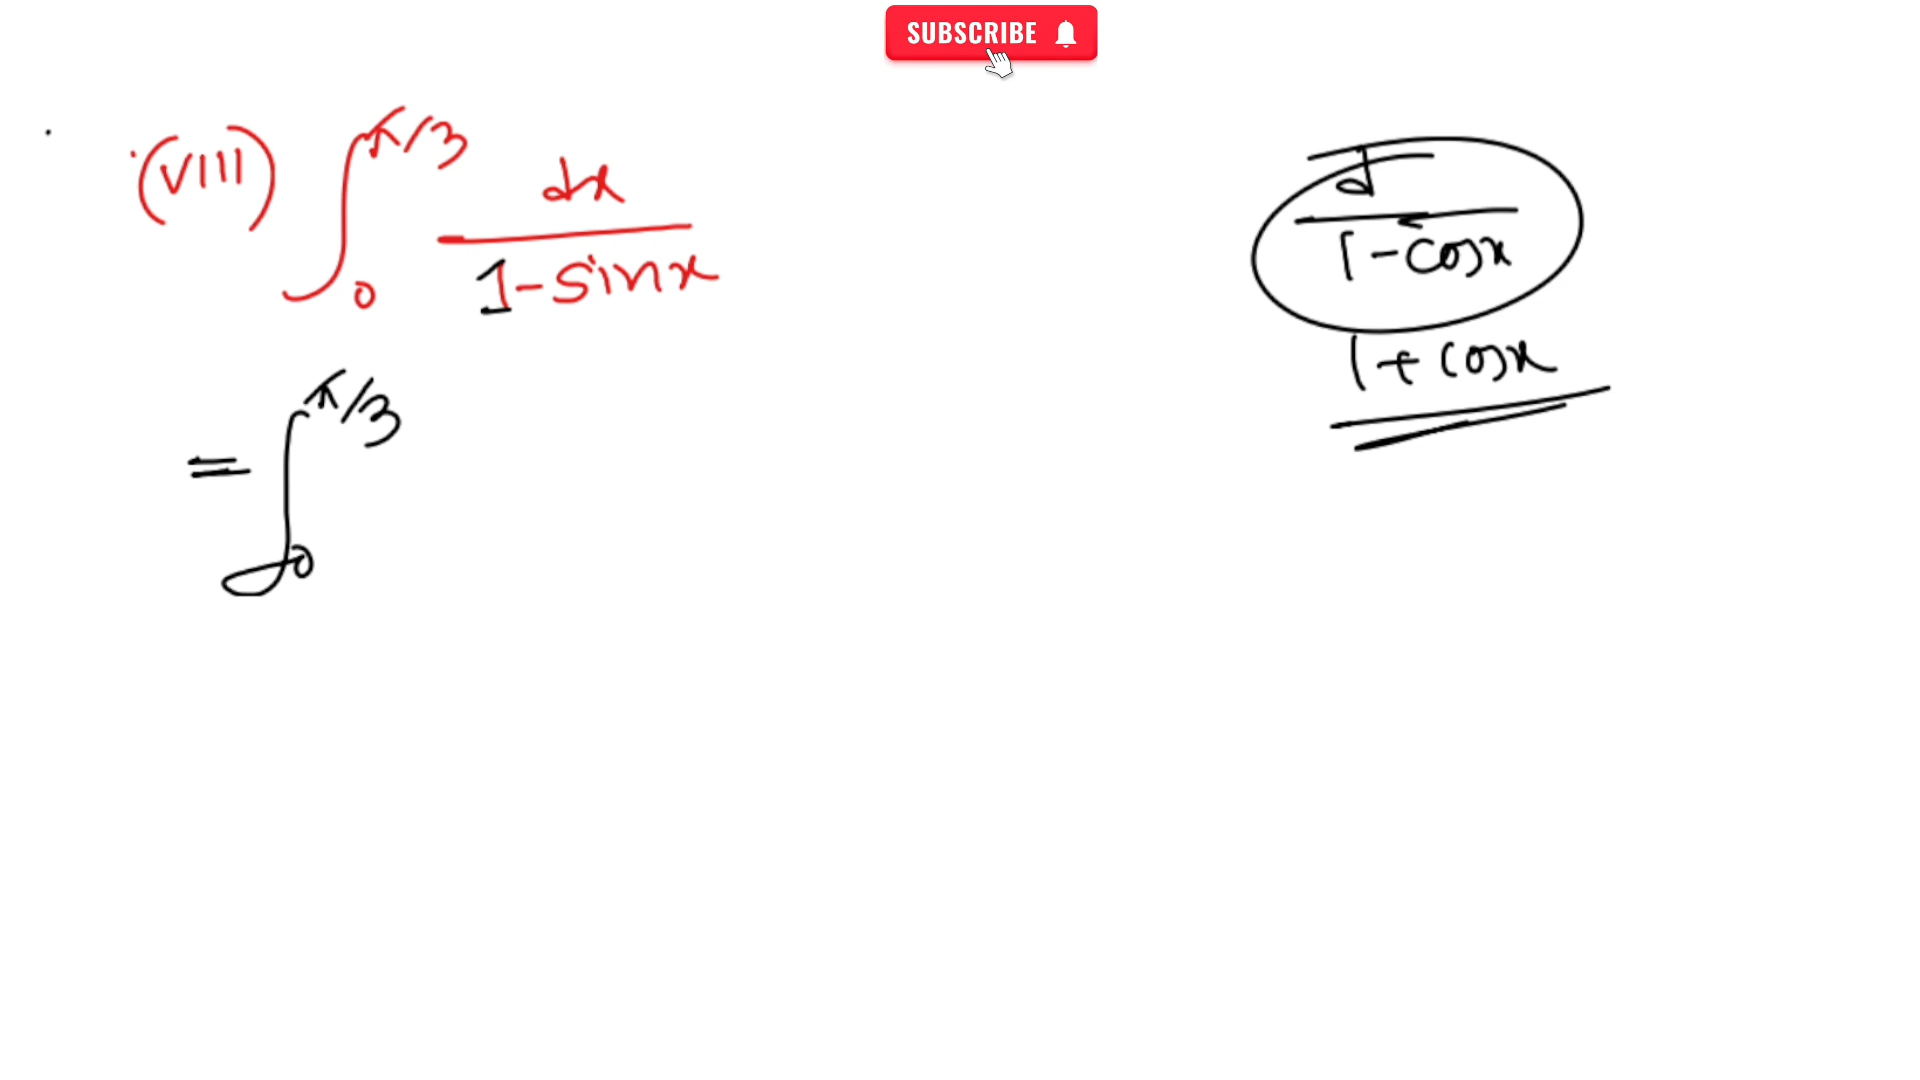 SUBSCRIBE
(VIII) ∫₀^π/3 dx / 1-sinx
d / 1-cosx
1+cosx
= ∫₀^π/3